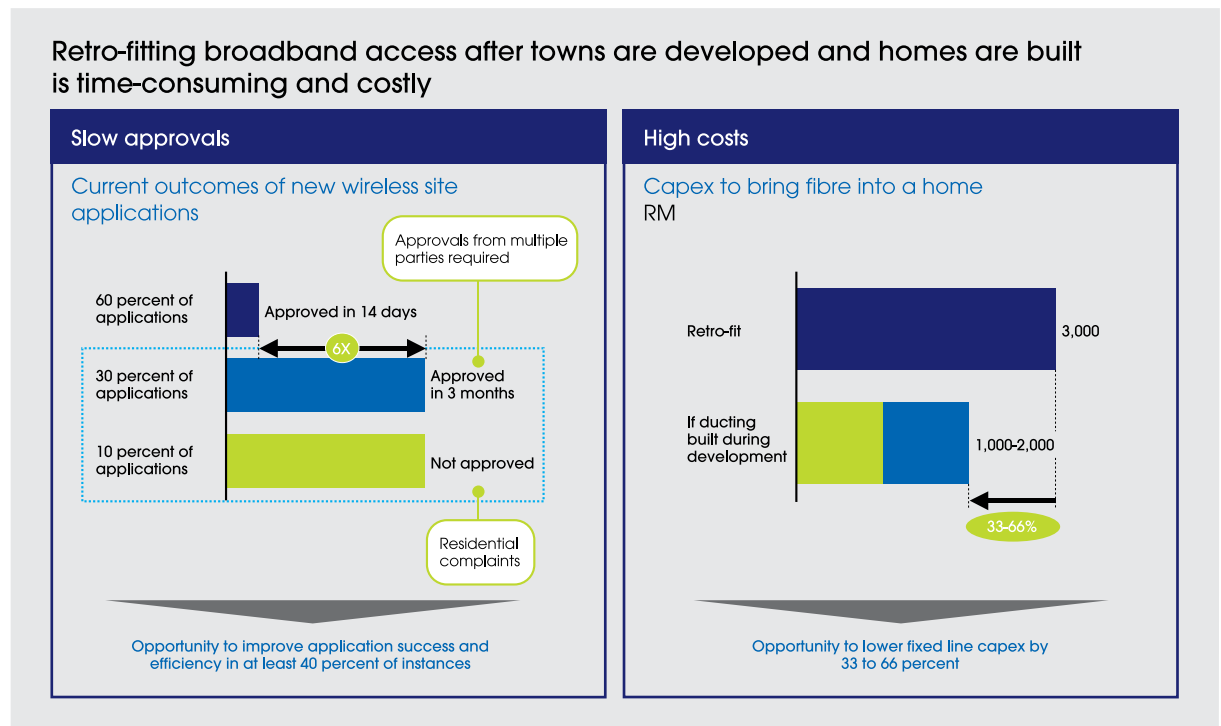 Retro-fitting broadband access after towns are developed and homes are built
is time-consuming and costly
Slow approvals
Current outcomes of new wireless site
applications
Approvals from multiple
parties required
60 percent of
applications
Approved in 14 days
6X
30 percent of
applications
Approved
in 3 months
10 percent of
applications
Not approved
Residential
complaints
Opportunity to improve application success and
efficiency in at least 40 percent of instances
High costs
Capex to bring fibre into a home
RM
Retro-fit
3,000
If ducting
built during
development
1,000-2,000
33-66%
Opportunity to lower fixed line capex by
33 to 66 percent